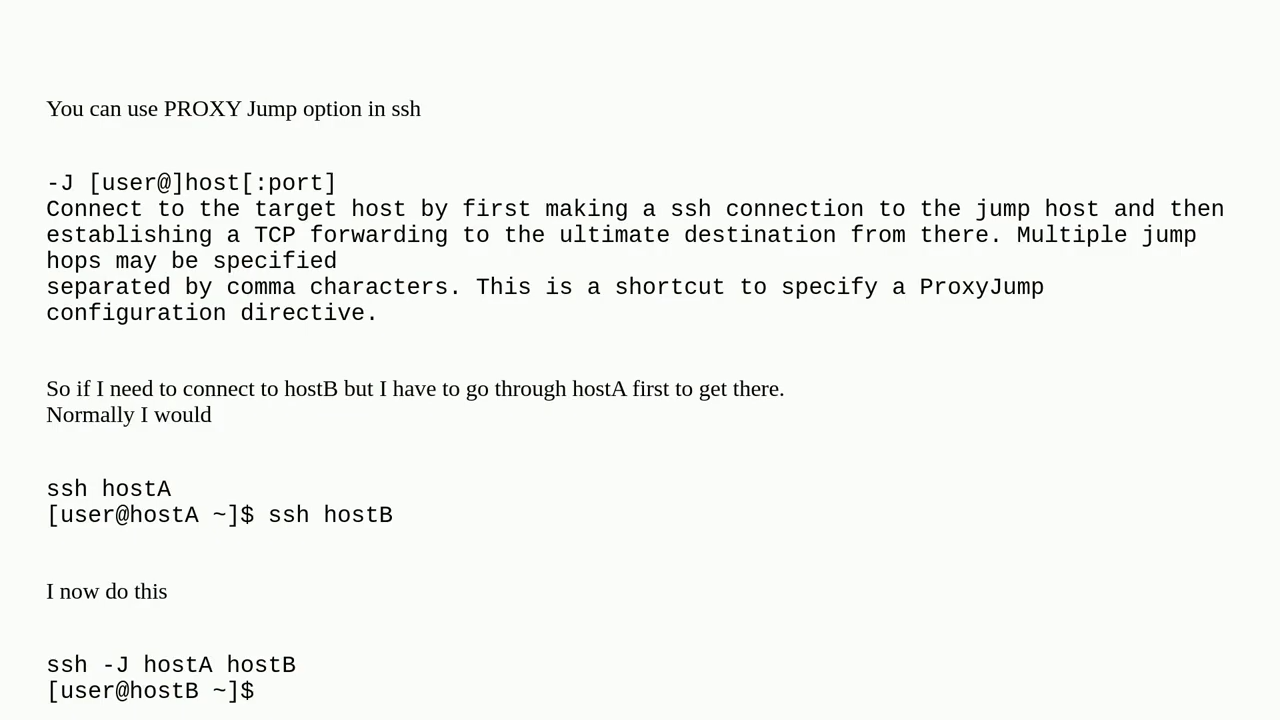 You can use PROXY Jump option in ssh
-J [user@]host[:port]
Connect to the target host by first making a ssh connection to the jump host and then
establishing a TCP forwarding to the ultimate destination from there. Multiple jump
hops may be specified
separated by comma characters. This is a shortcut to specify a ProxyJump
configuration directive.
So if I need to connect to hostB but I have to go through hostA first to get there.
Normally I would
ssh hostA
[user@hostA ~]$ ssh hostB
I now do this
ssh -J hostA hostB
[user@hostB ~]$